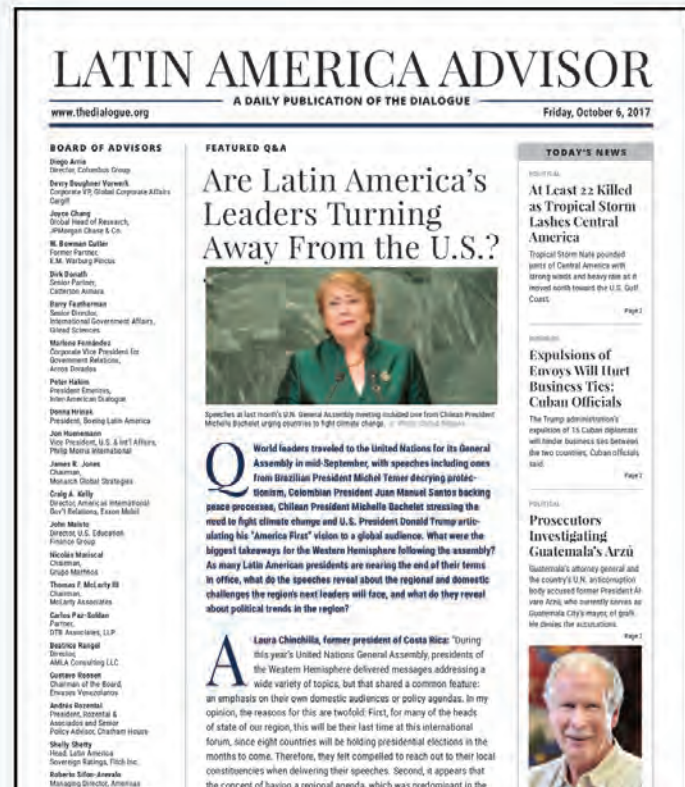 LATIN AMERICA ADVISOR
A DAILY PUBLICATION OF THE DIALOGUE
www.thedialogue.org
Friday, October 6, 2017
BOARD OF ADVISORS
Diego Arria
Director, Columbus Group
Devry Boughner Vorwerk
Corporate VP, Global Corporate Affairs
Cargill
Joyce Chang
Global Head of Research,
JPMorgan Chase & Co.
W. Bowman Cutter
Former Partner,
E.M. Warburg Pincus
Dirk Donath
Senior Partner,
Catterton Aimara
Barry Featherman
Senior Director,
International Government Affairs,
Gilead Sciences
Marlene Fernández
Corporate Vice President for
Government Relations,
Arcos Dorados
Peter Hakim
President Emeritus,
Inter-American Dialogue
Donna Hrinak
President, Boeing Latin America
Jon Huenemann
Vice President, U.S. & Int'l Affairs,
Philip Morris International
James R. Jones
Chairman,
Monarch Global Strategies
Craig A. Kelly
Director, Americas International
Gov't Relations, Exxon Mobil
John Maisto
Director, U.S. Education
Finance Group
Nicolás Mariscal
Chairman,
Grupo Marhnos
Thomas F. McLarty III
Chairman,
McLarty Associates
Carlos Paz-Soldan
Partner,
DTB Associates, LLP
Beatrice Rangel
Director,
AMLA Consulting LLC
Gustavo Roosen
Chairman of the Board,
Envases Venezolanos
Andrés Rozental
President, Rozental &
Asociados and Senior
Policy Advisor, Chatham House
Shelly Shetty
Head, Latin America
Sovereign Ratings, Fitch Inc.
Roberto Sifon-Arevalo
Managing Director, Americas
FEATURED Q&A
Are Latin America's
Leaders Turning
Away From the U.S.?
Speeches at last month's U.N. General Assembly meeting included one from Chilean President
Michelle Bachelet urging countries to fight climate change.
Q World leaders traveled to the United Nations for its General
Assembly in mid-September, with speeches including ones
from Brazilian President Michel Temer decrying protec-
tionism, Colombian President Juan Manuel Santos backing
peace processes, Chilean President Michelle Bachelet stressing the
need to fight climate change and U.S. President Donald Trump artic-
ulating his "America First" vision to a global audience. What were the
biggest takeaways for the Western Hemisphere following the assembly?
As many Latin American presidents are nearing the end of their terms
in office, what do the speeches reveal about the regional and domestic
challenges the region's next leaders will face, and what do they reveal
about political trends in the region?
A Laura Chinchilla, former president of Costa Rica: "During
this year's United Nations General Assembly, presidents of
the Western Hemisphere delivered messages addressing a
wide variety of topics, but that shared a common feature:
an emphasis on their own domestic audiences or policy agendas. In my
opinion, the reasons for this are twofold: First, for many of the heads
of state of our region, this will be their last time at this international
forum, since eight countries will be holding presidential elections in the
months to come. Therefore, they felt compelled to reach out to their local
constituencies when delivering their speeches. Second, it appears that
the concept of having a regional agenda, which was predominant in the
TODAY'S NEWS
POLITICAL
At Least 22 Killed
as Tropical Storm
Lashes Central
America
Tropical Storm Nate pounded
parts of Central America with
strong winds and heavy rain as it
moved north toward the U.S. Gulf
Coast.
Page 2
BUSINESS
Expulsions of
Envoys Will Hurt
Business Ties:
Cuban Officials
The Trump administration's
expulsion of 15 Cuban diplomats
will hinder business ties between
the two countries, Cuban officials
said.
Page 2
POLITICAL
Prosecutors
Investigating
Guatemala's Arzú
Guatemala's attorney general and
the country's U.N. anticorruption
body accused former President Ál-
varo Arzú, who currently serves as
Guatemala City's mayor, of graft.
He denies the accusations.
Page 2